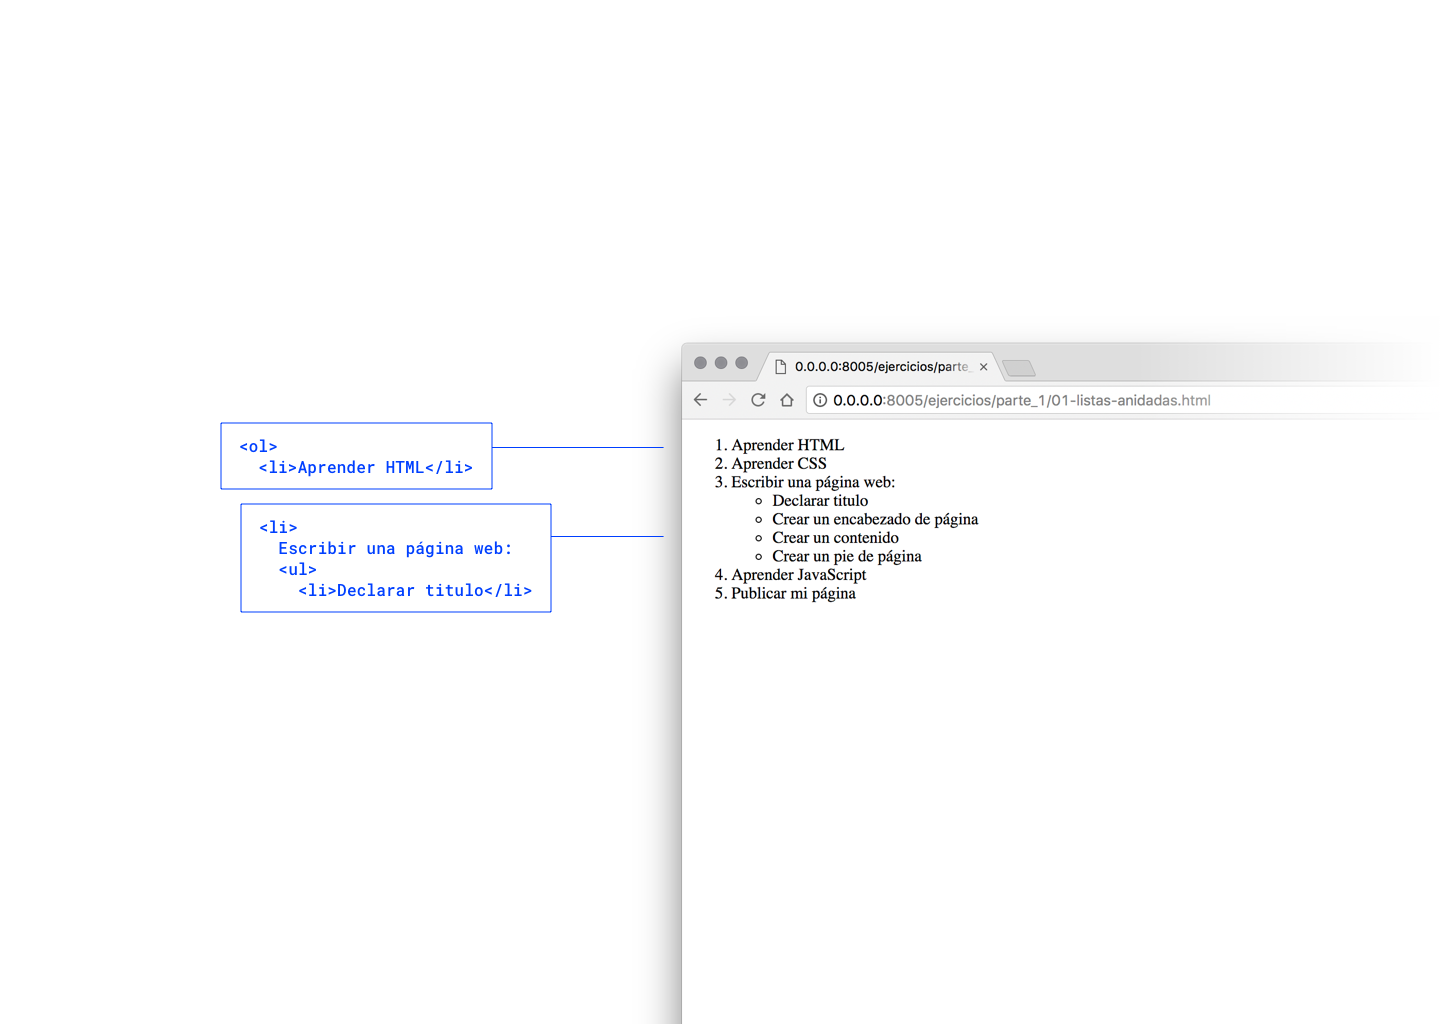 0.0.0.0:8005/ejercicios/parte_
0.0.0.0:8005/ejercicios/parte_1/01-listas-anidadas.html
<ol>
<li>Aprender HTML</li>
<li>
Escribir una página web:
<ul>
<li>Declarar titulo</li>
1. Aprender HTML
2. Aprender CSS
3. Escribir una página web:
Declarar titulo
Crear un encabezado de página
Crear un contenido
Crear un pie de página
4. Aprender JavaScript
5. Publicar mi página